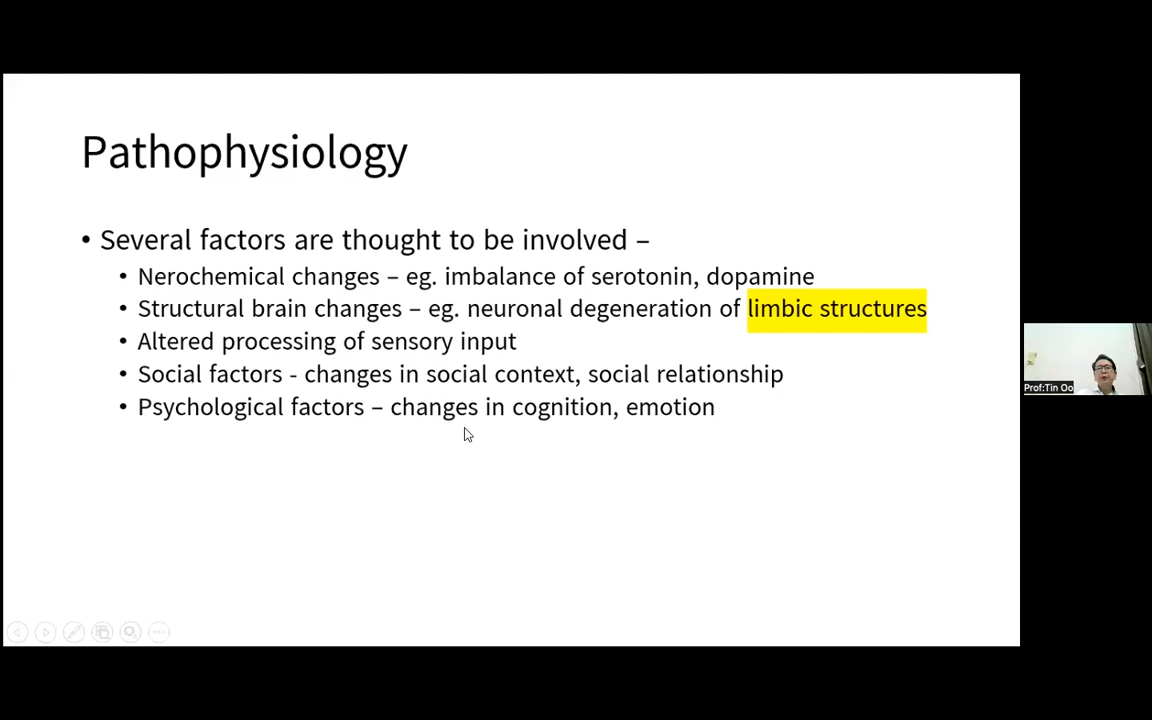 Pathophysiology
• Several factors are thought to be involved –
• Nerochemical changes – eg. imbalance of serotonin, dopamine
• Structural brain changes – eg. neuronal degeneration of limbic structures
• Altered processing of sensory input
• Social factors - changes in social context, social relationship
• Psychological factors – changes in cognition, emotion
Prof:Tin Oo